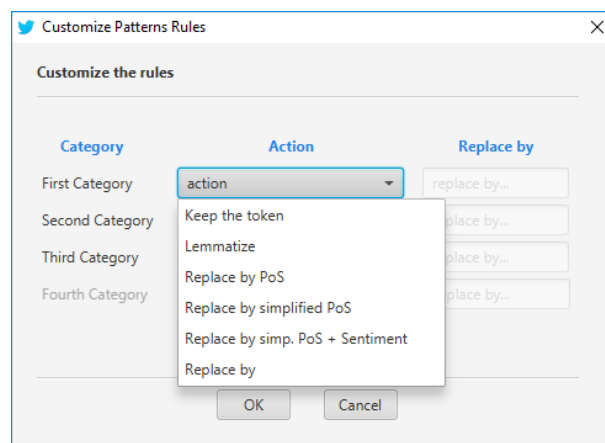 Customize Patterns Rules
Customize the rules
Category Action Replace by
First Category action replace by...
Second Category Keep the token place by...
Lemmatize
Third Category Replace by PoS place by...
Fourth Category Replace by simplified PoS place by...
Replace by simp. PoS + Sentiment
Replace by
OK Cancel